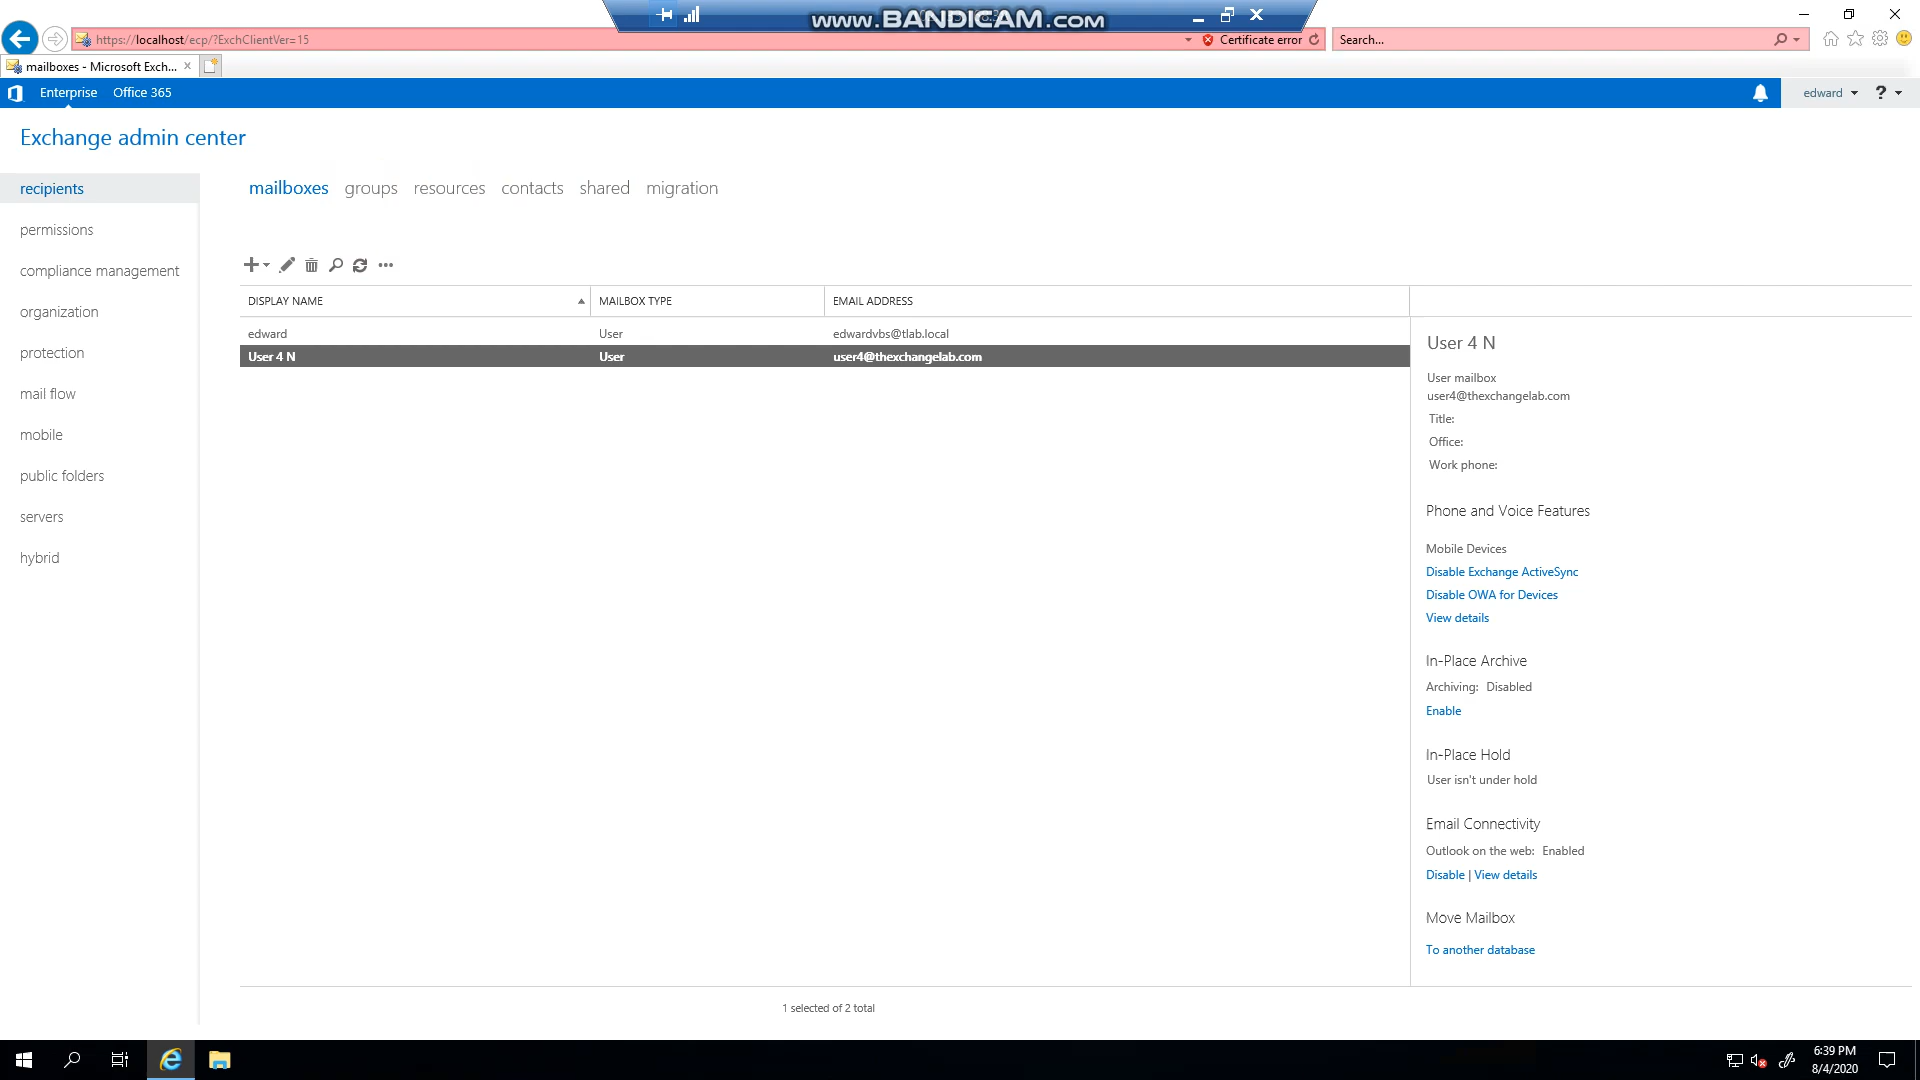 www.BANDICAM.com
https://localhost/ecp/?ExchClientVer=15
Certificate error
Search...
mailboxes - Microsoft Exch...
Enterprise
Office 365
edward
?
Exchange admin center
recipients
permissions
compliance management
organization
protection
mail flow
mobile
public folders
servers
hybrid
mailboxes groups resources contacts shared migration
DISPLAY NAME MAILBOX TYPE EMAIL ADDRESS
edward User edwardvbs@tlab.local
User 4 N User user4@thexchangelab.com
1 selected of 2 total
User 4 N
User mailbox
user4@thexchangelab.com
Title:
Office:
Work phone:
Phone and Voice Features
Mobile Devices
Disable Exchange ActiveSync
Disable OWA for Devices
View details
In-Place Archive
Archiving: Disabled
Enable
In-Place Hold
User isn't under hold
Email Connectivity
Outlook on the web: Enabled
Disable | View details
Move Mailbox
To another database
6:39 PM
8/4/2020